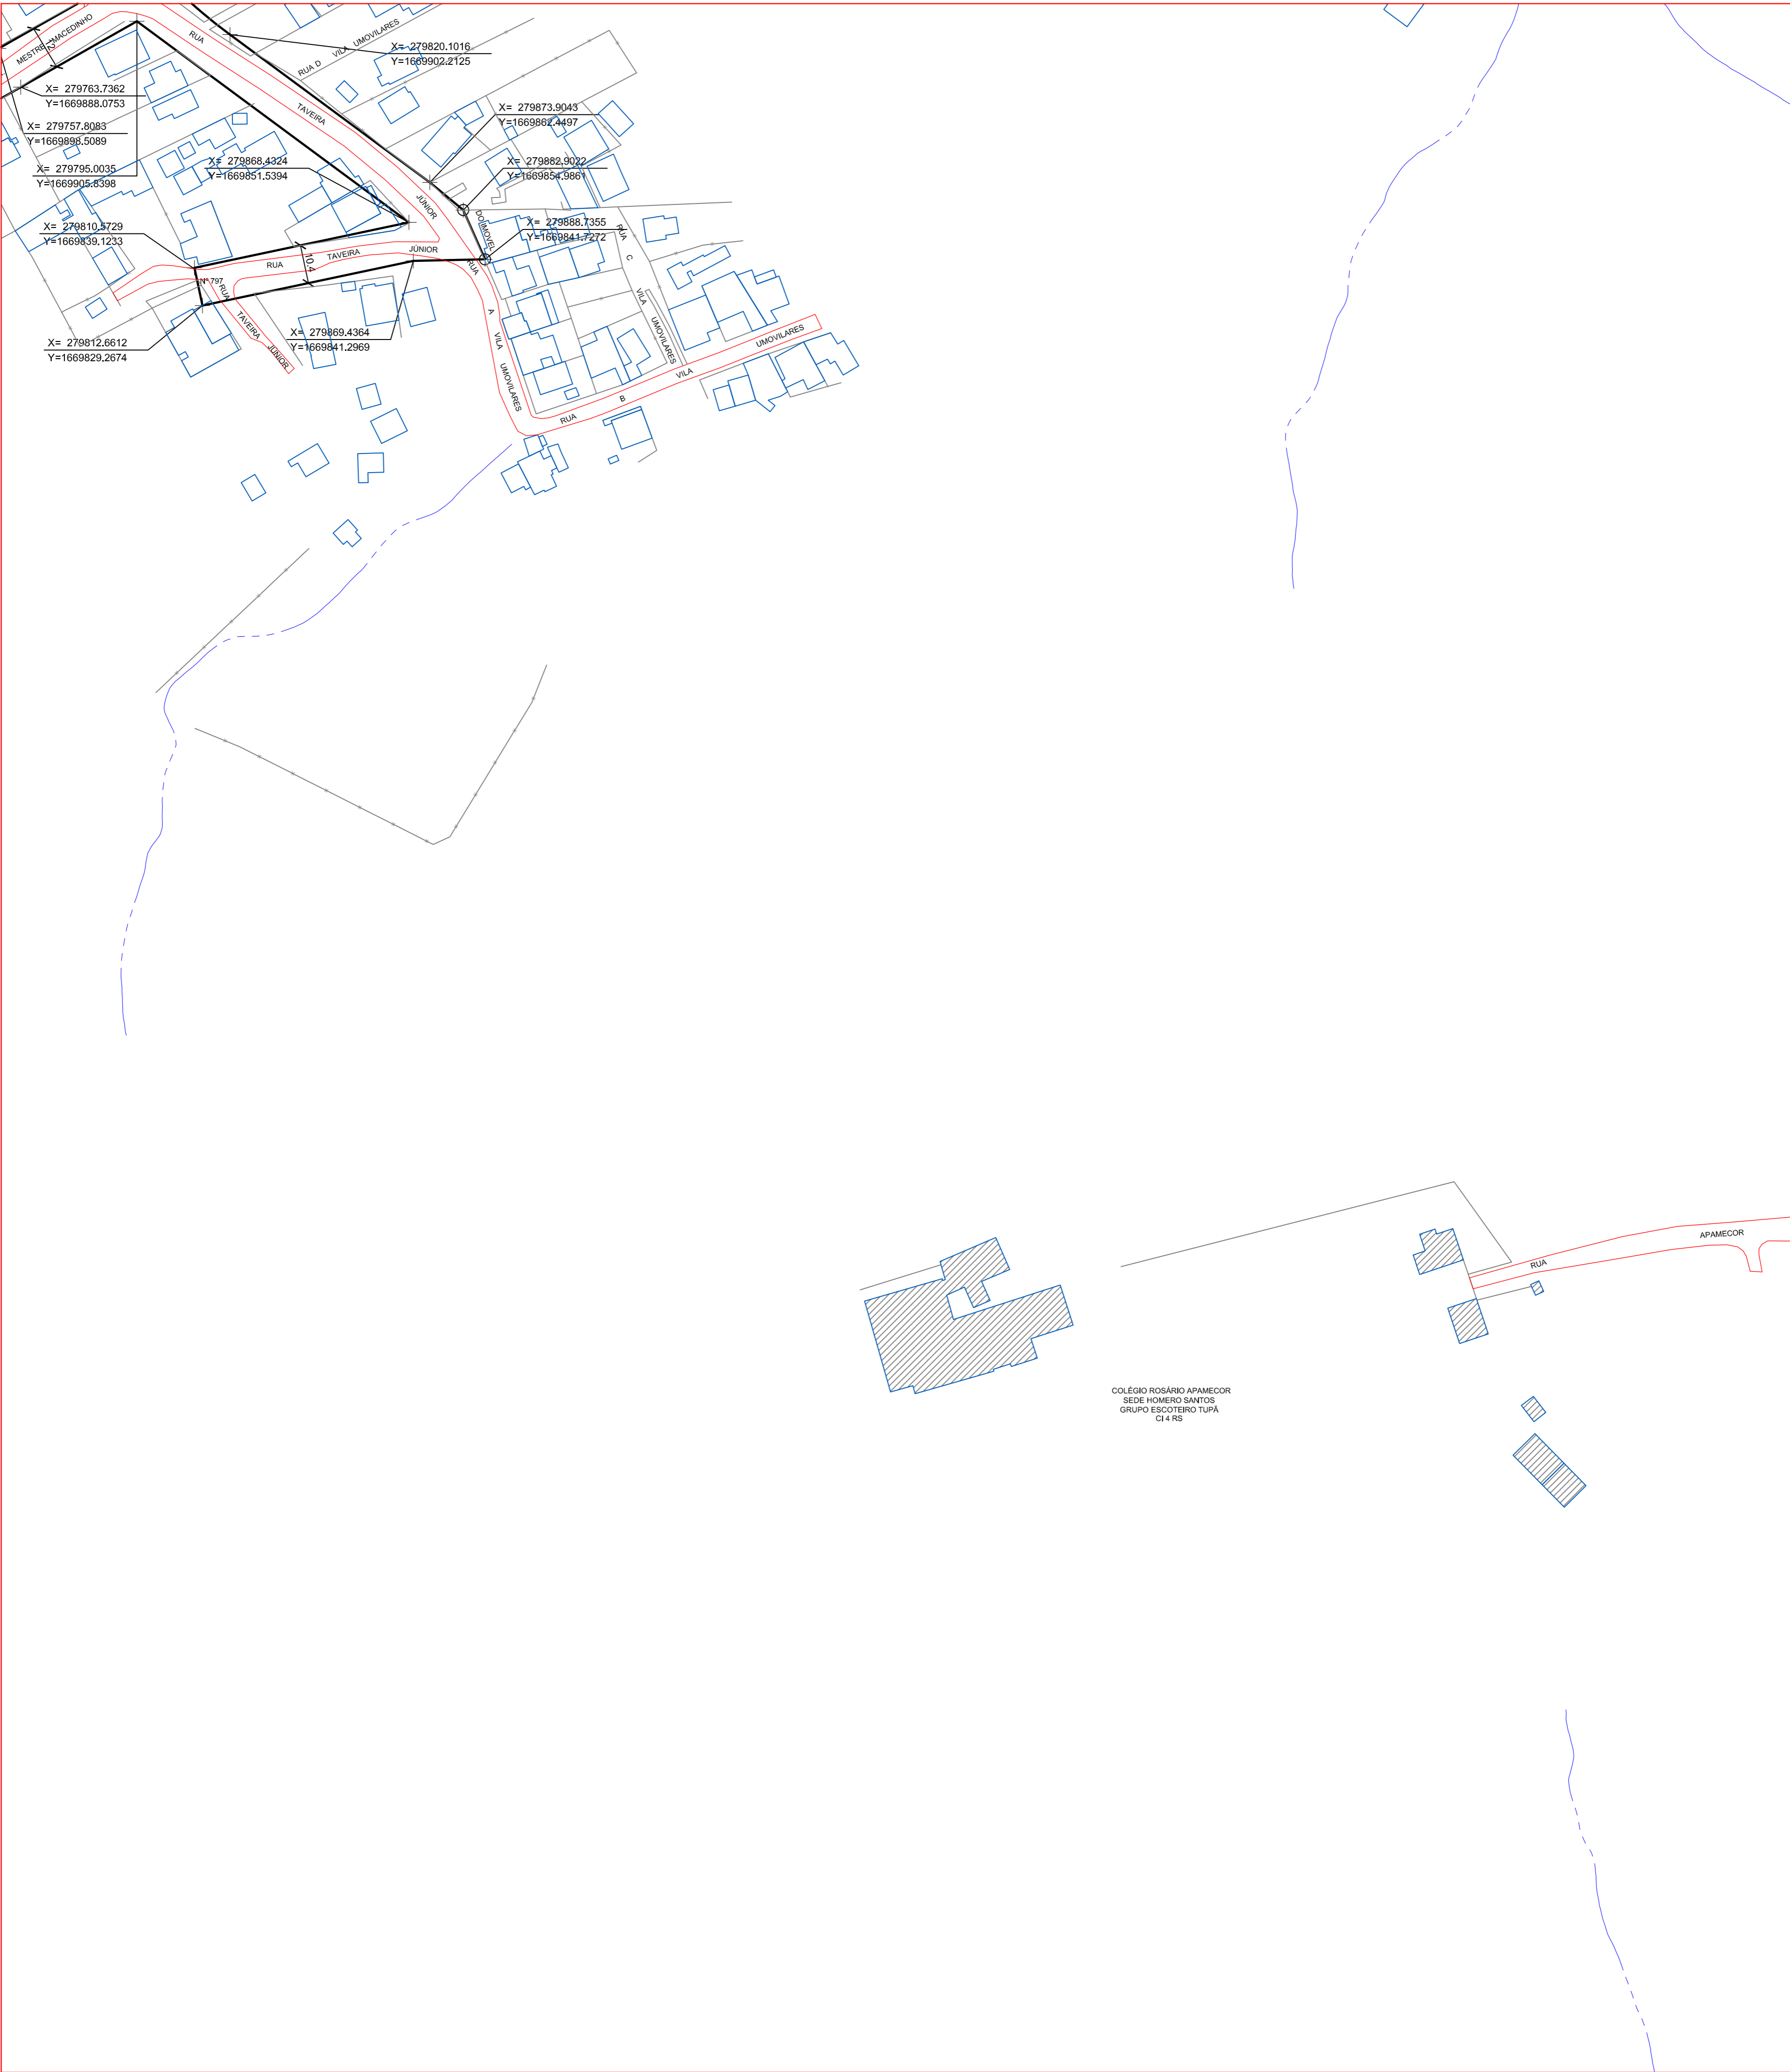 MESTRE MACEDINHO
12
RUA
TAVEIRA
JÚNIOR
RUA D
VILA UMOVILARES
X= 279820.1016
Y=1669902.2125
X= 279763.7362
Y=1669888.0753
X= 279873.9043
Y=1669862.4497
X= 279757.8083
Y=1669898.5089
X= 279868.4324
Y=1669851.5394
X= 279882.9022
Y=1669854.9861
X= 279795.0035
Y=1669905.8398
X= 279810.5729
Y=1669839.1233
X= 279888.7355
Y=1669841.7272
DO IMOVEL
RUA
C
VILA
UMOVILARES
RUA
TAVEIRA
JÚNIOR
10.4
Nº 797
RUA
TAVEIRA
JÚNIOR
X= 279869.4364
Y=1669841.2969
X= 279812.6612
Y=1669829.2674
RUA
A
VILA
UMOVILARES
RUA
B
VILA
UMOVILARES
RUA
APAMECOR
COLÉGIO ROSÁRIO APAMECOR
SEDE HOMERO SANTOS
GRUPO ESCOTEIRO TUPÃ
CI 4 RS